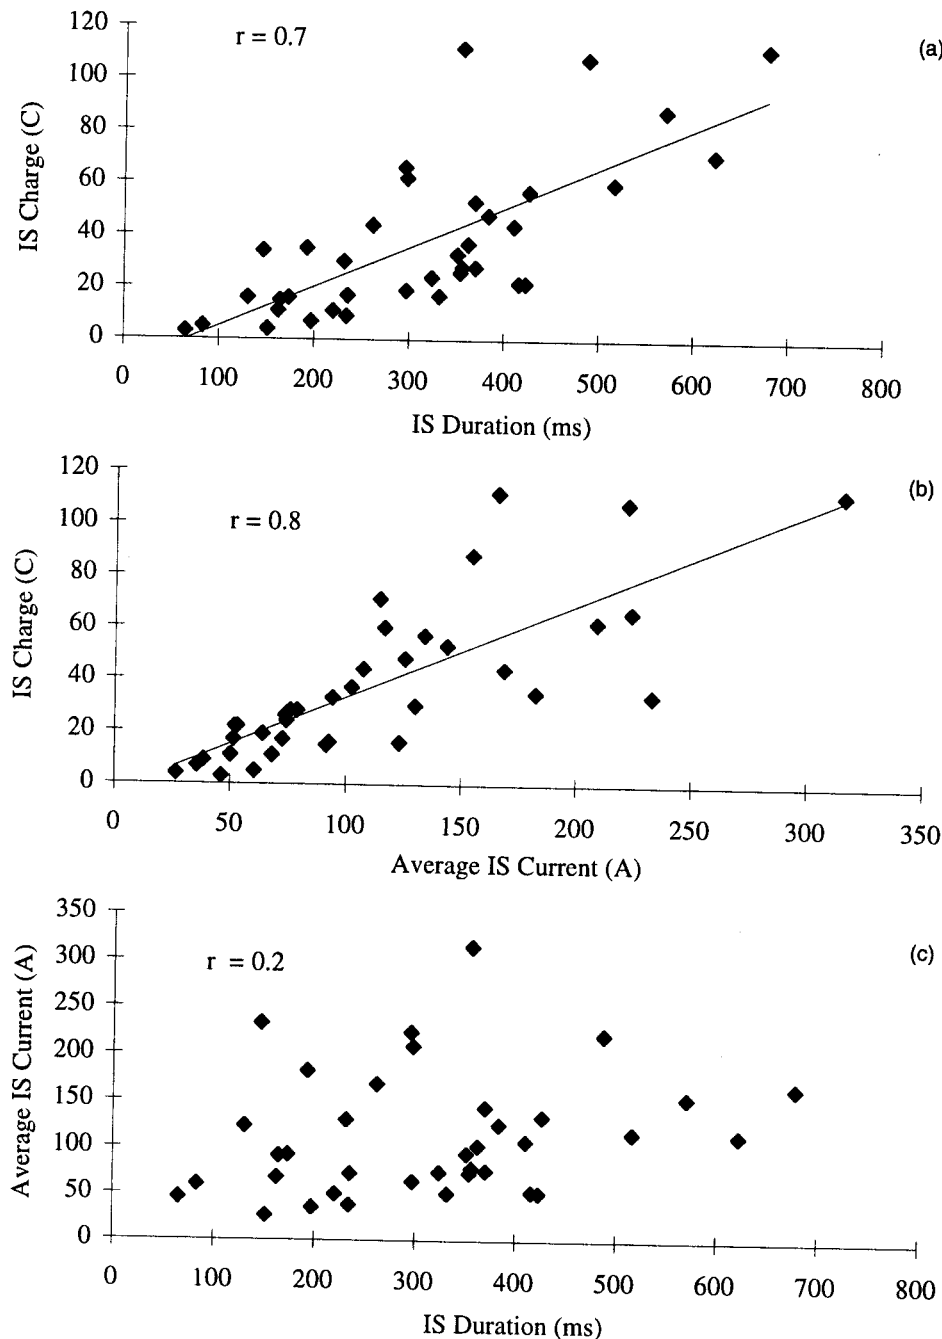 r = 0.7
(a)
IS Charge (C)
120
100
80
60
40
20
0
0 100 200 300 400 500 600 700 800
IS Duration (ms)
r = 0.8
(b)
IS Charge (C)
120
100
80
60
40
20
0
0 50 100 150 200 250 300 350
Average IS Current (A)
r = 0.2
(c)
Average IS Current (A)
350
300
250
200
150
100
50
0
0 100 200 300 400 500 600 700 800
IS Duration (ms)